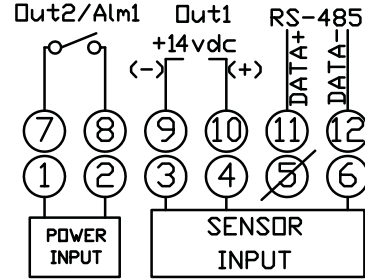 Out2/Alm1 Out1 RS-485
+14vdc
(-) (+) DATA+ DATA-
7 8 9 10 11 12
1 2 3 4 5 6
POWER INPUT
SENSOR INPUT